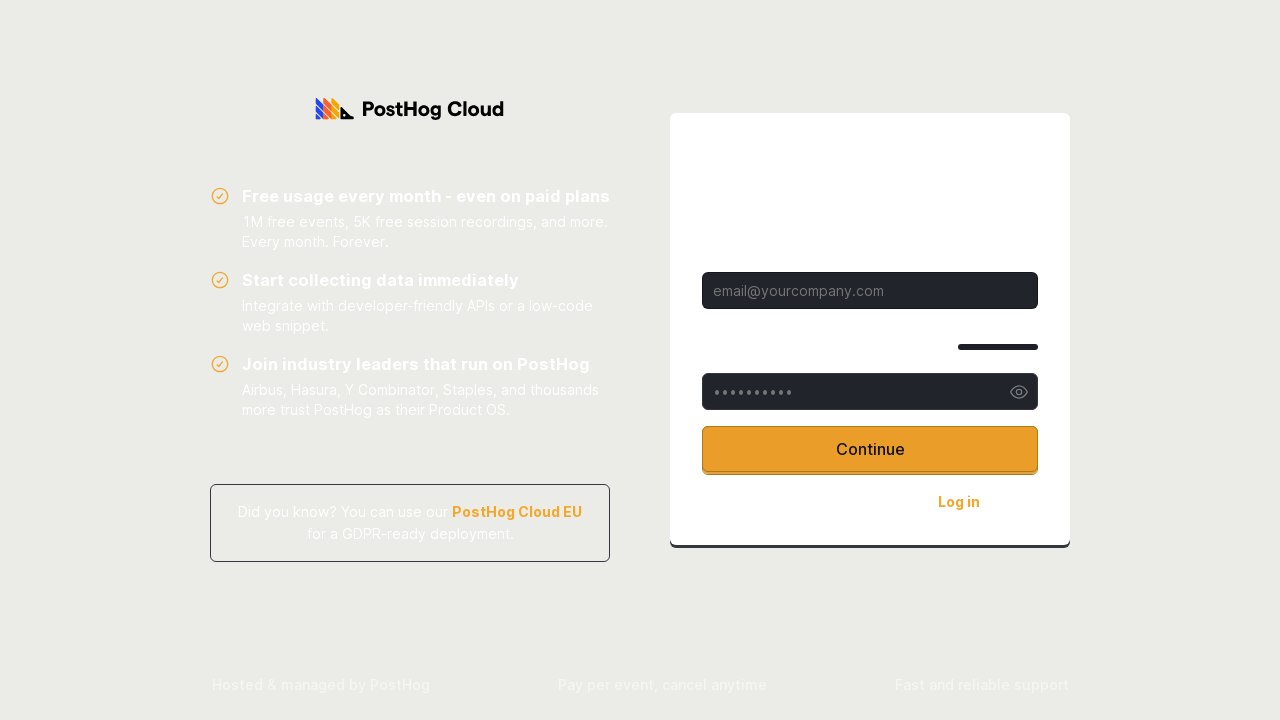 PostHog Cloud
Free usage every month - even on paid plans
1M free events, 5K free session recordings, and more.
Every month. Forever.
Start collecting data immediately
Integrate with developer-friendly APIs or a low-code
web snippet.
Join industry leaders that run on PostHog
Airbus, Hasura, Y Combinator, Staples, and thousands
more trust PostHog as their Product OS.
Did you know? You can use our PostHog Cloud EU
for a GDPR-ready deployment.
email@yourcompany.com
••••••••••
Continue
Log in
Hosted & managed by PostHog
Pay per event, cancel anytime
Fast and reliable support